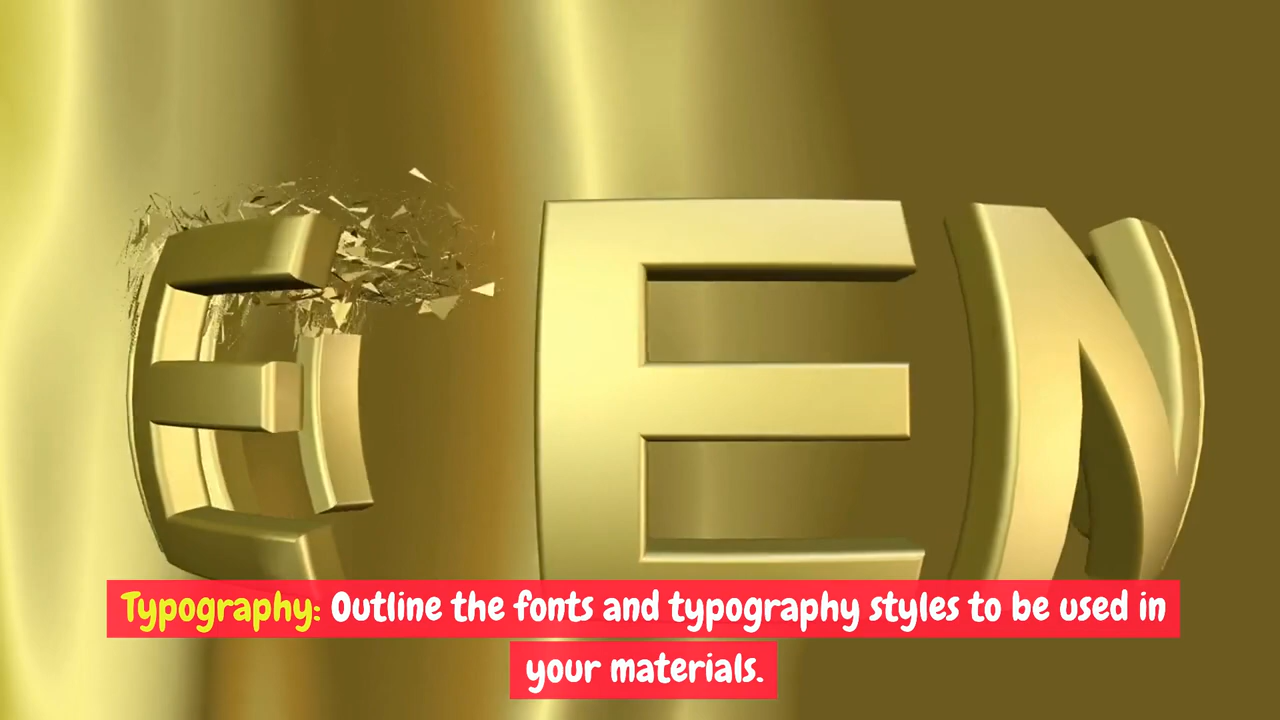 E E N
Typography: Outline the fonts and typography styles to be used in
your materials.